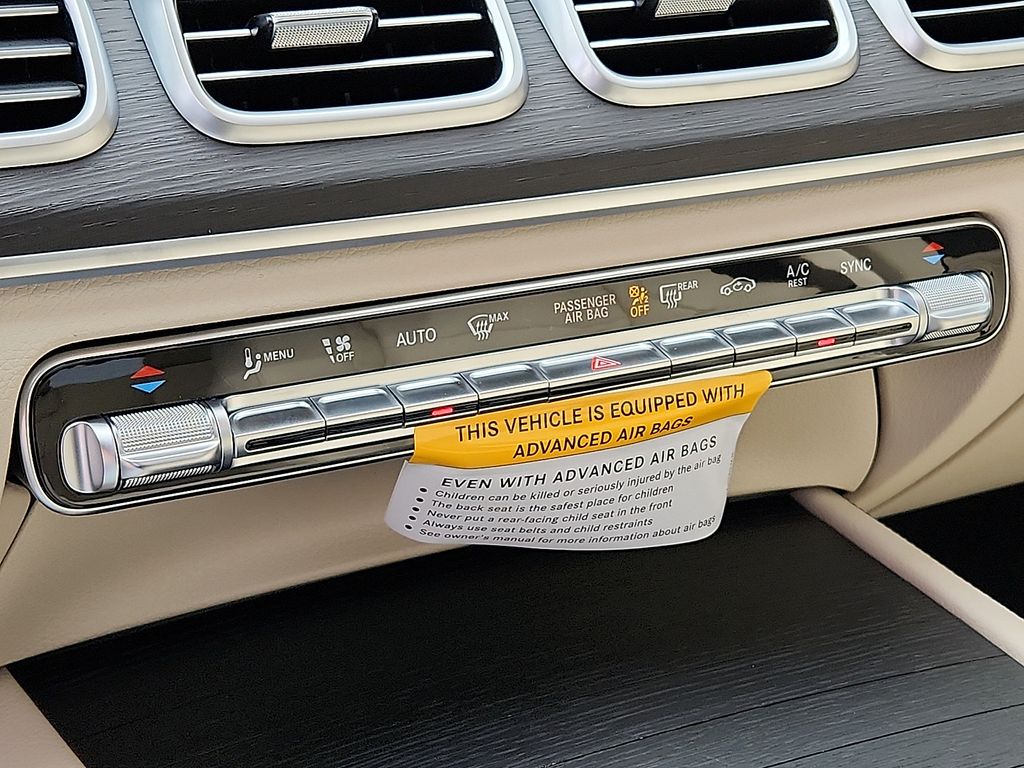 MENU
OFF
AUTO
MAX
PASSENGER
AIR BAG
2
OFF
REAR
A/C
REST
SYNC
THIS VEHICLE IS EQUIPPED WITH
ADVANCED AIR BAGS
EVEN WITH ADVANCED AIR BAGS
• Children can be killed or seriously injured by the air bag
• The back seat is the safest place for children
• Never put a rear-facing child seat in the front
• Always use seat belts and child restraints
• See owner's manual for more information about air bags